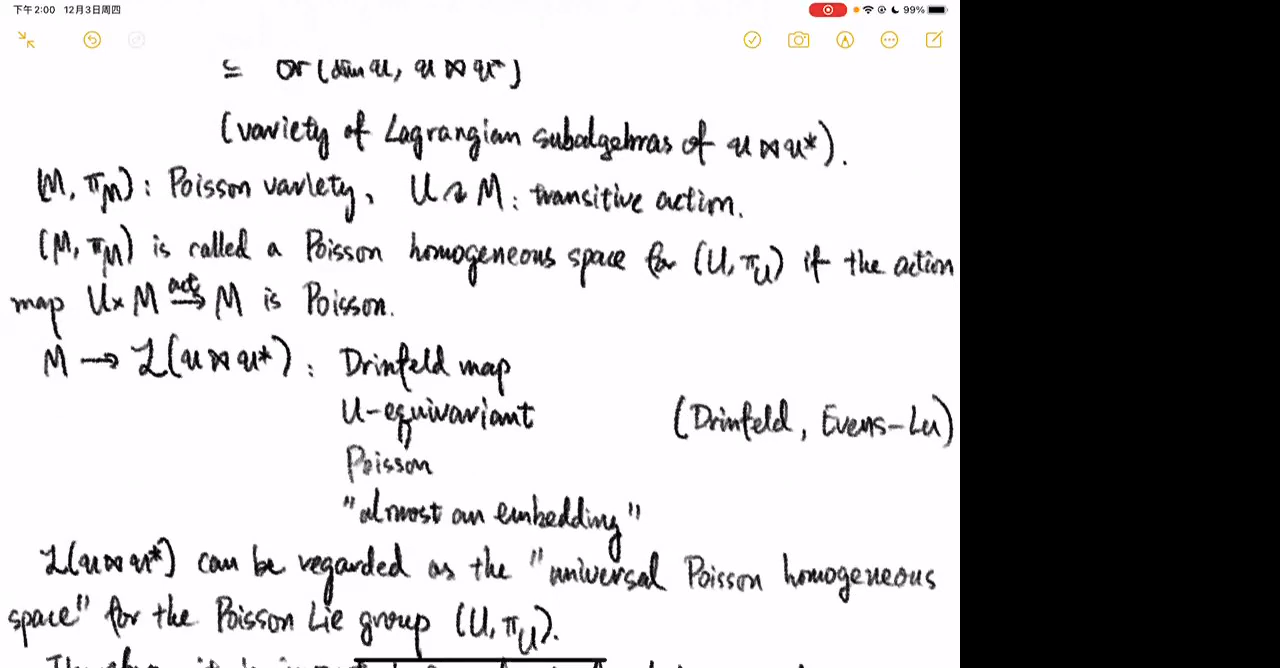 下午2:00 12月3日周四
99%
⊆ Gr(dim u, u ⋈ u*)
(variety of Lagrangian subalgebras of u ⋈ u*).
(M, π_M): Poisson variety, U ↷ M: transitive action.
(M, π_M) is called a Poisson homogeneous space for (U, π_U) if the action
map U × M —act→ M is Poisson.
M → ℒ(u ⋈ u*): Drinfeld map
U-equivariant (Drinfeld, Evens-Lu)
Poisson
"almost an embedding"
ℒ(u ⋈ u*) can be regarded as the "universal Poisson homogeneous
space" for the Poisson Lie group (U, π_U).